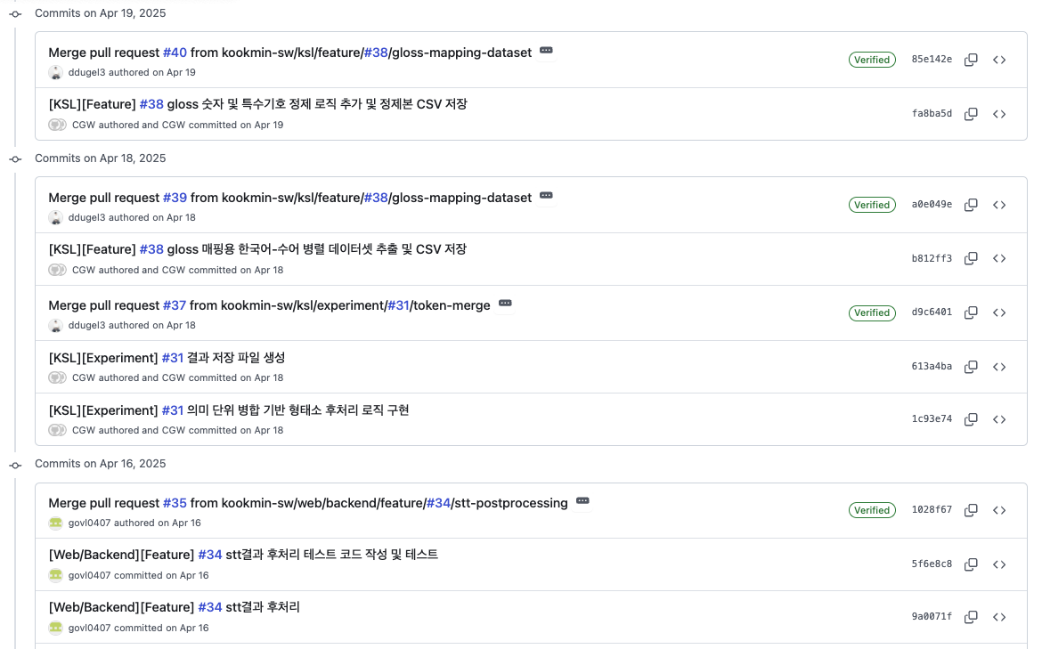 Commits on Apr 19, 2025
Merge pull request #40 from kookmin-sw/ksl/feature/#38/gloss-mapping-dataset
ddugel3 authored on Apr 19
Verified
85e142e
[KSL][Feature] #38 gloss 숫자 및 특수기호 정제 로직 추가 및 정제본 CSV 저장
CGW authored and CGW committed on Apr 19
fa8ba5d
Commits on Apr 18, 2025
Merge pull request #39 from kookmin-sw/ksl/feature/#38/gloss-mapping-dataset
ddugel3 authored on Apr 18
Verified
a0e049e
[KSL][Feature] #38 gloss 매핑용 한국어-수어 병렬 데이터셋 추출 및 CSV 저장
CGW authored and CGW committed on Apr 18
b812ff3
Merge pull request #37 from kookmin-sw/ksl/experiment/#31/token-merge
ddugel3 authored on Apr 18
Verified
d9c6401
[KSL][Experiment] #31 결과 저장 파일 생성
CGW authored and CGW committed on Apr 18
613a4ba
[KSL][Experiment] #31 의미 단위 병합 기반 형태소 후처리 로직 구현
CGW authored and CGW committed on Apr 18
1c93e74
Commits on Apr 16, 2025
Merge pull request #35 from kookmin-sw/web/backend/feature/#34/stt-postprocessing
govl0407 authored on Apr 16
Verified
1028f67
[Web/Backend][Feature] #34 stt결과 후처리 테스트 코드 작성 및 테스트
govl0407 committed on Apr 16
5f6e8c8
[Web/Backend][Feature] #34 stt결과 후처리
govl0407 committed on Apr 16
9a0071f